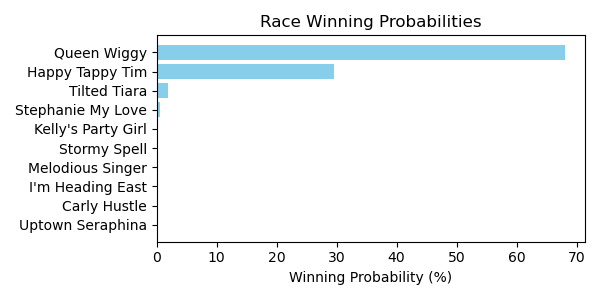 Race Winning Probabilities
Queen Wiggy
Happy Tappy Tim
Tilted Tiara
Stephanie My Love
Kelly's Party Girl
Stormy Spell
Melodious Singer
I'm Heading East
Carly Hustle
Uptown Seraphina
0 10 20 30 40 50 60 70
Winning Probability (%)